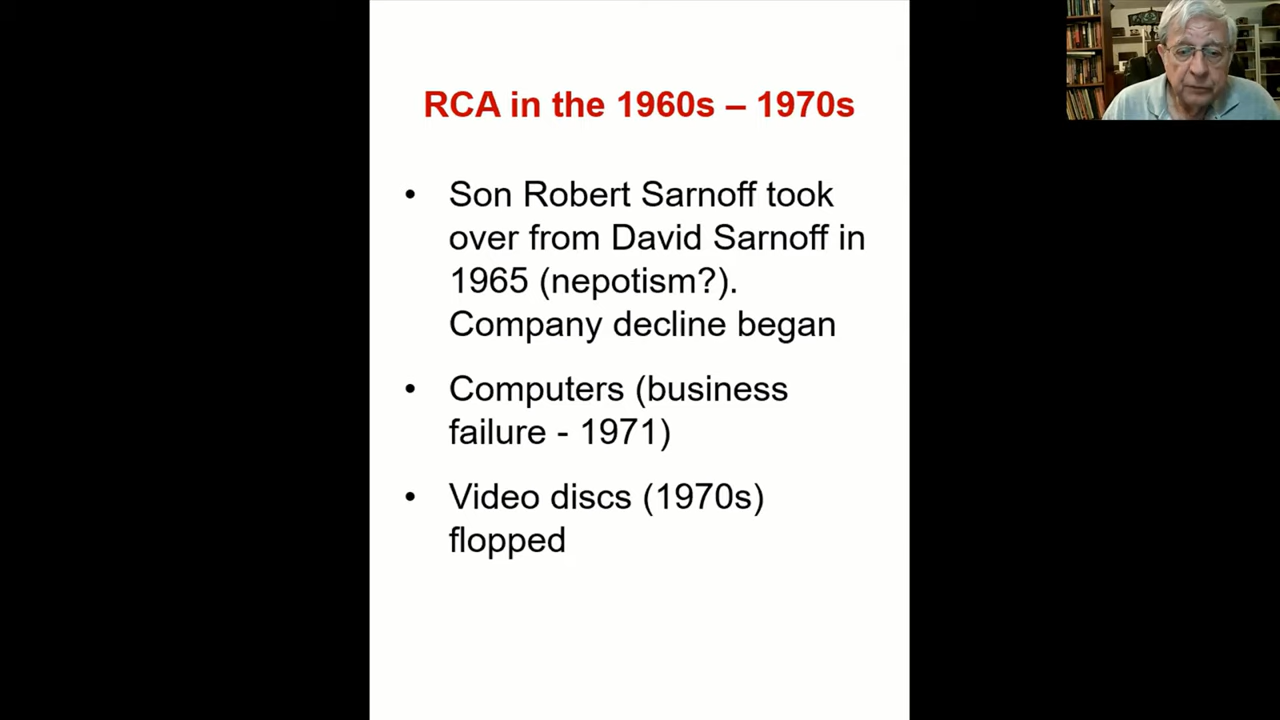 RCA in the 1960s – 1970s
• Son Robert Sarnoff took
over from David Sarnoff in
1965 (nepotism?).
Company decline began
• Computers (business
failure - 1971)
• Video discs (1970s)
flopped